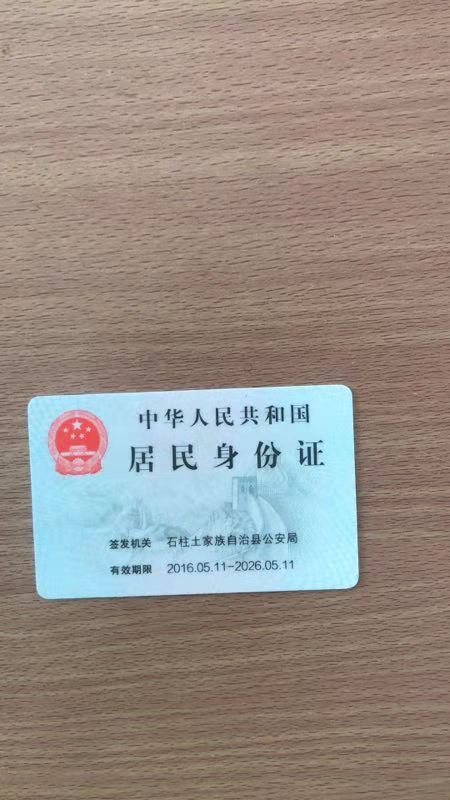 中华人民共和国
居民身份证
签发机关 石柱土家族自治县公安局
有效期限 2016.05.11-2026.05.11